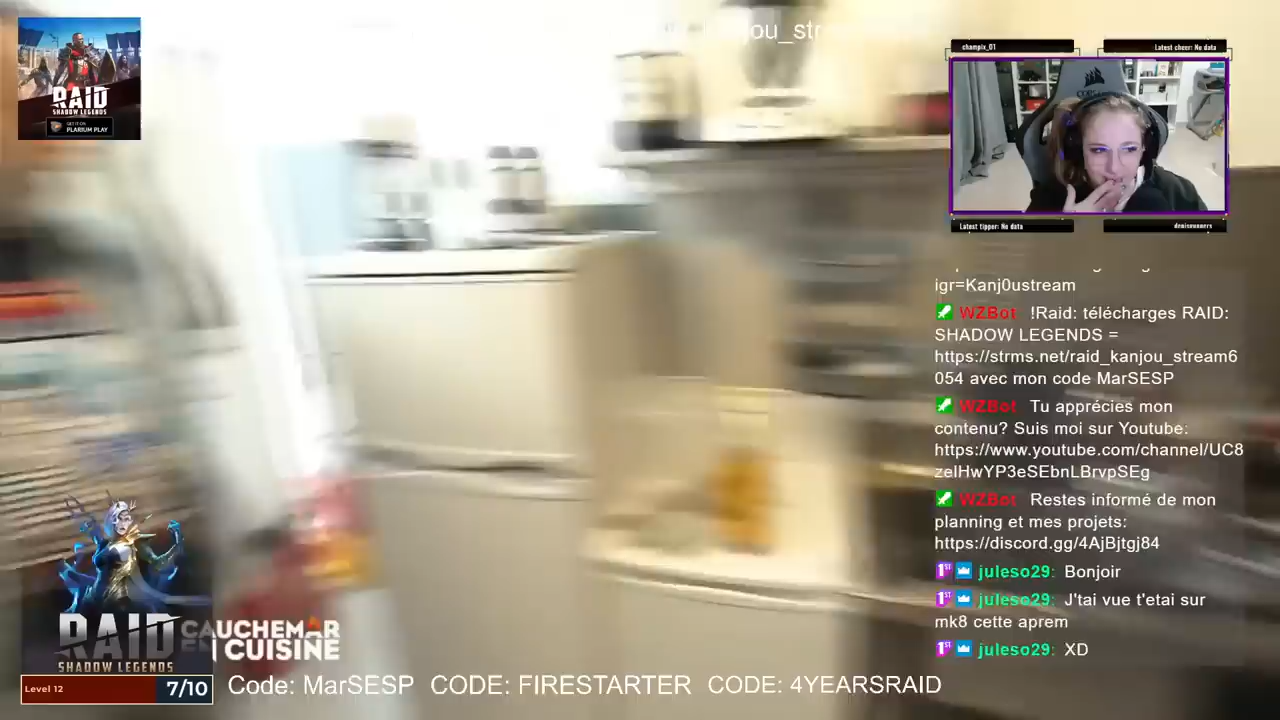 RAID
SHADOW LEGENDS
GET IT ON
PLARIUM PLAY
champix_01
Latest cheer: No data
Latest tipper: No data
igr=Kanj0ustream
WZBot !Raid: télécharges RAID:
SHADOW LEGENDS =
https://strms.net/raid_kanjou_stream6
054 avec mon code MarSESP
WZBot Tu apprécies mon
contenu? Suis moi sur Youtube:
https://www.youtube.com/channel/UC8
zelHwYP3eSEbnLBrvpSEg
WZBot Restes informé de mon
planning et mes projets:
https://discord.gg/4AjBjtgj84
1ST juleso29: Bonjoir
1ST juleso29: J'tai vue t'etai sur
mk8 cette aprem
1ST juleso29: XD
RAID
SHADOW LEGENDS
CAUCHEMAR
EN CUISINE
Level 12
7/10
Code: MarSESP CODE: FIRESTARTER CODE: 4YEARSRAID